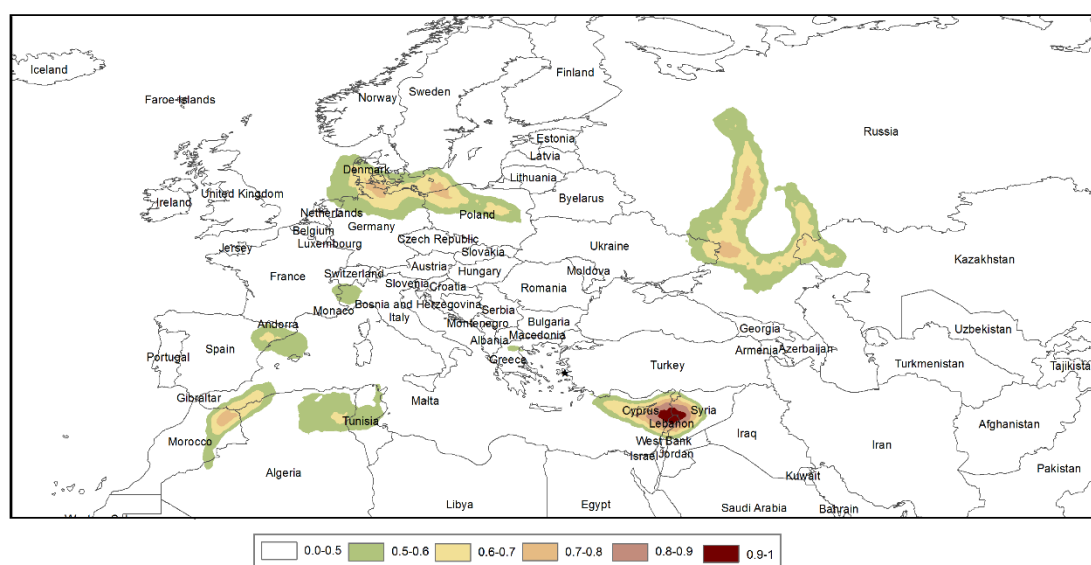 Iceland
Finland
Norway
Sweden
Faroe-Islands
Russia
Estonia
Latvia
Denmark
Lithuania
Ireland
United Kingdom
Byelarus
Netherlands
Poland
Belgium
Germany
Luxembourg
Czech Republic
Jersey
Slovakia
Ukraine
Kazakhstan
Austria
France
Switzerland
Hungary
Moldova
Slovenia
Croatia
Romania
Bosnia and Herzegovina
Monaco
Serbia
Italy
Andorra
Montenegro
Bulgaria
Georgia
Uzbekistan
Macedonia
Albania
Portugal
Spain
Armenia
Azerbaijan
Greece
Turkey
Turkmenistan
Tajikista
Gibraltar
Malta
Cyprus
Syria
Tunisia
Lebanon
Afghanistan
Morocco
West Bank
Iraq
Iran
Israel
Jordan
Algeria
Kuwait
Pakistan
Libya
Egypt
Saudi Arabia
Bahrain
0.0-0.5 0.5-0.6 0.6-0.7 0.7-0.8 0.8-0.9 0.9-1